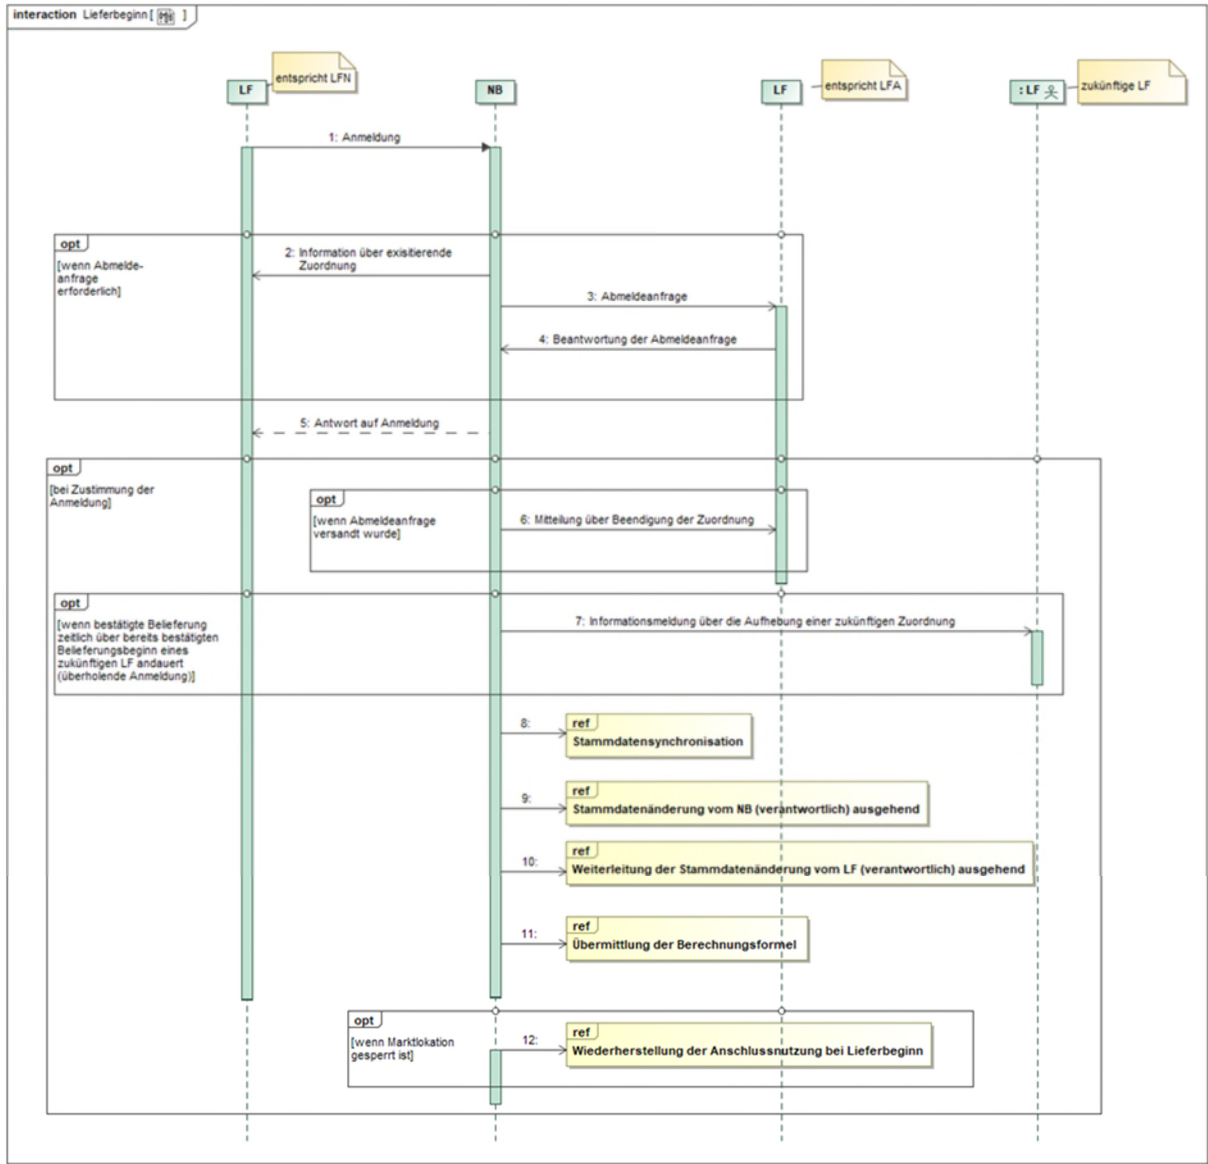 interaction Lieferbeginn [ ]
entspricht LFN
entspricht LFA
zukünftige LF
LF
NB
LF
: LF
1: Anmeldung
opt
[wenn Abmelde-
anfrage
erforderlich]
2: Information über exisitierende
Zuordnung
3: Abmeldeanfrage
4: Beantwortung der Abmeldeanfrage
5: Antwort auf Anmeldung
opt
[bei Zustimmung der
Anmeldung]
opt
[wenn Abmeldeanfrage
versandt wurde]
6: Mitteilung über Beendigung der Zuordnung
opt
[wenn bestätigte Belieferung
zeitlich über bereits bestätigten
Belieferungsbeginn eines
zukünftigen LF andauert
(überholende Anmeldung)]
7: Informationsmeldung über die Aufhebung einer zukünftigen Zuordnung
8:
ref
Stammdatensynchronisation
9:
ref
Stammdatenänderung vom NB (verantwortlich) ausgehend
10:
ref
Weiterleitung der Stammdatenänderung vom LF (verantwortlich) ausgehend
11:
ref
Übermittlung der Berechnungsformel
opt
[wenn Marktlokation
gesperrt ist]
12:
ref
Wiederherstellung der Anschlussnutzung bei Lieferbeginn